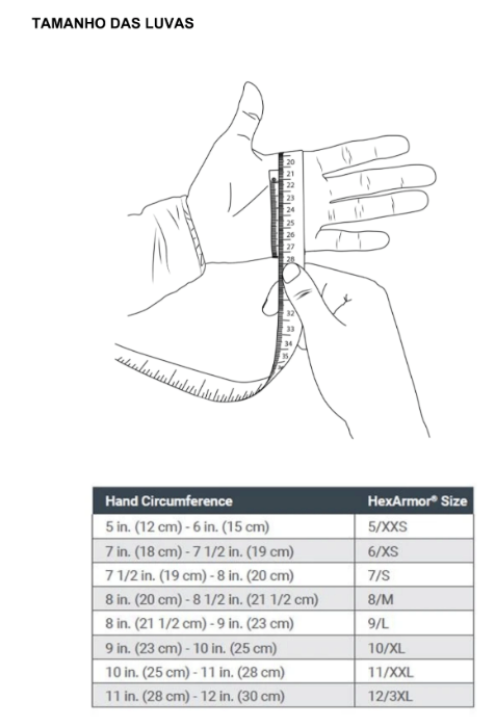 TAMANHO DAS LUVAS
20
21
22
23
24
25
26
27
28
32
33
34
35
Hand Circumference HexArmor® Size
5 in. (12 cm) - 6 in. (15 cm) 5/XXS
7 in. (18 cm) - 7 1/2 in. (19 cm) 6/XS
7 1/2 in. (19 cm) - 8 in. (20 cm) 7/S
8 in. (20 cm) - 8 1/2 in. (21 1/2 cm) 8/M
8 in. (21 1/2 cm) - 9 in. (23 cm) 9/L
9 in. (23 cm) - 10 in. (25 cm) 10/XL
10 in. (25 cm) - 11 in. (28 cm) 11/XXL
11 in. (28 cm) - 12 in. (30 cm) 12/3XL